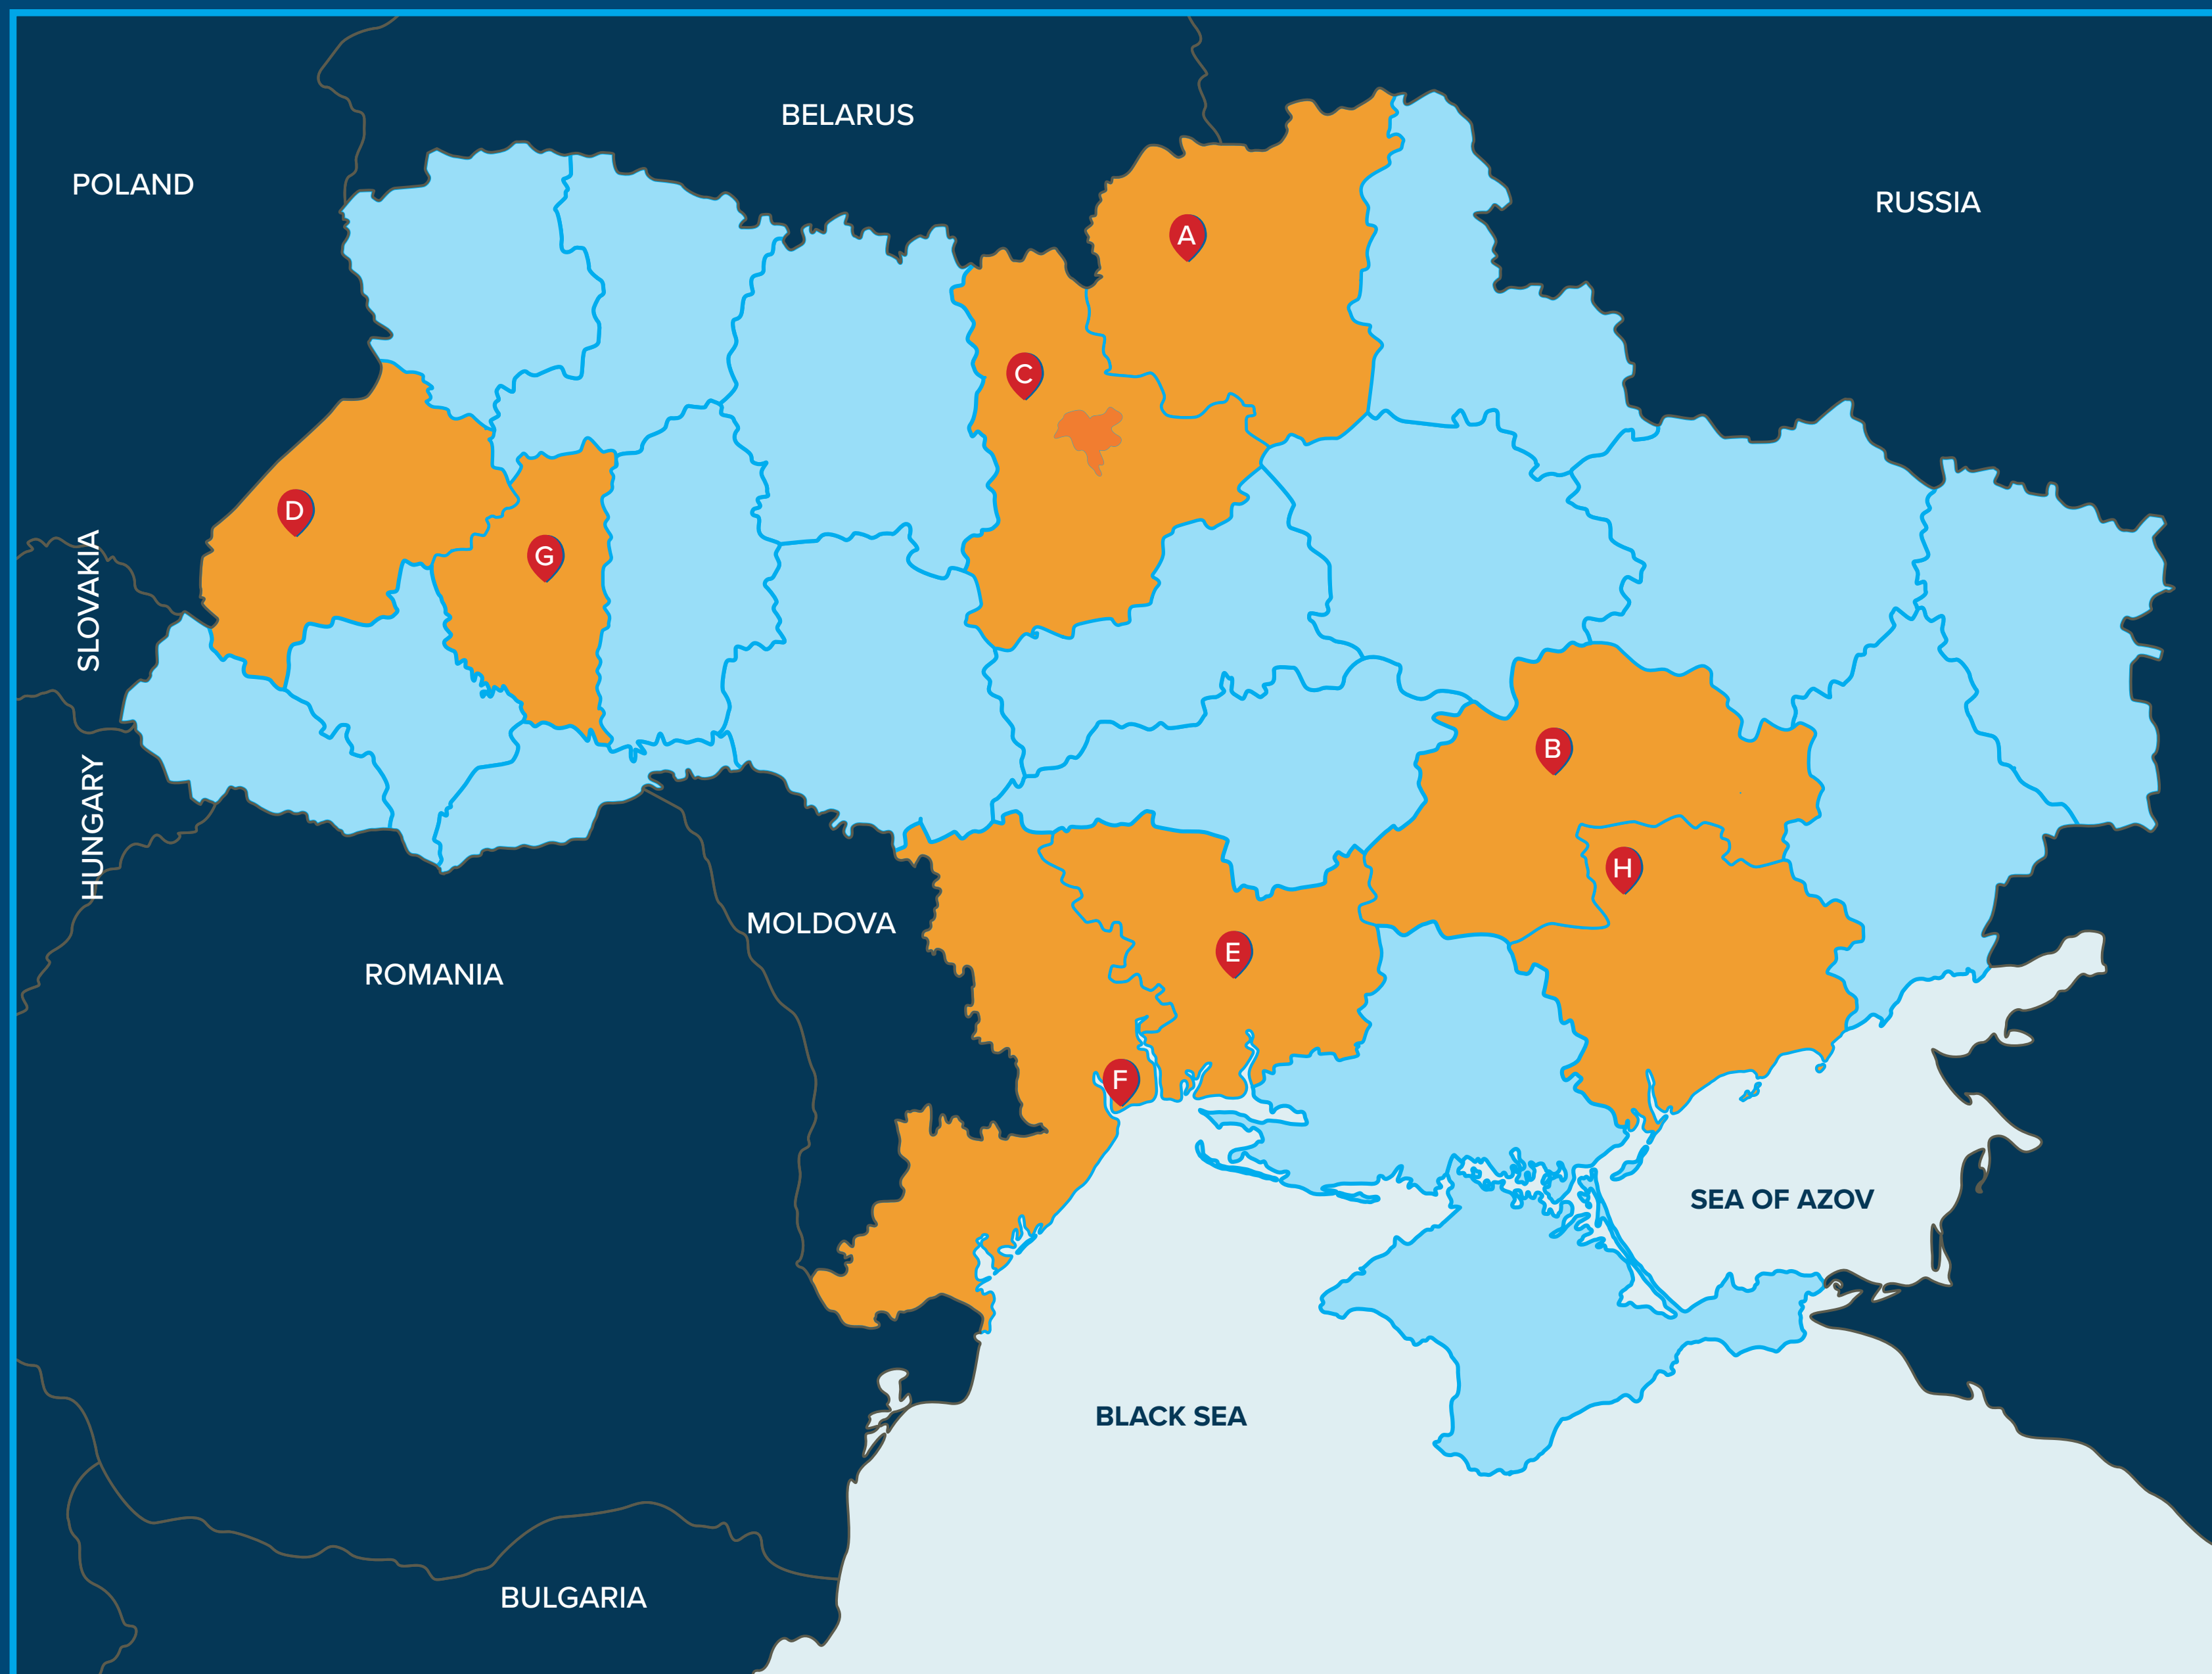 BELARUS
POLAND
RUSSIA
A
C
D
G
SLOVAKIA
B
HUNGARY
H
MOLDOVA
E
ROMANIA
F
SEA OF AZOV
BLACK SEA
BULGARIA